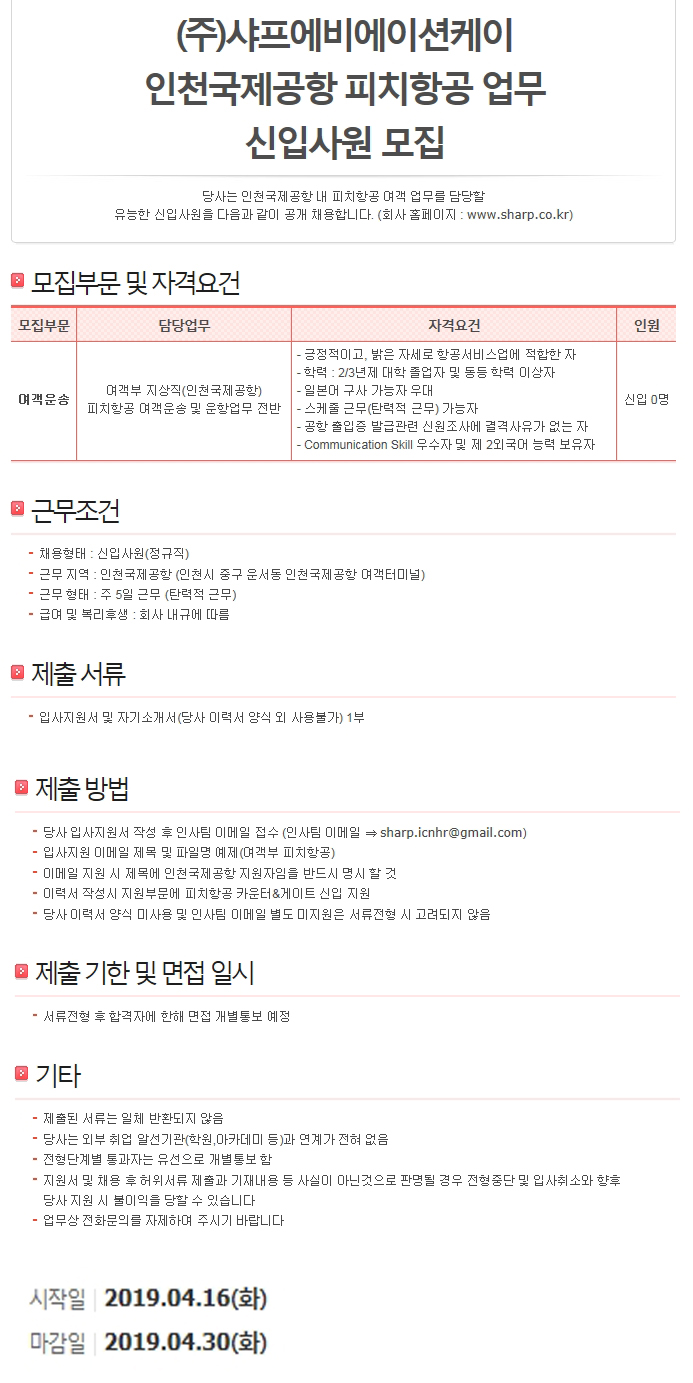 (주)샤프에비에이션케이
인천국제공항 피치항공 업무
신입사원 모집
당사는 인천국제공항 내 피치항공 여객 업무를 담당할
유능한 신입사원을 다음과 같이 공개 채용합니다. (회사 홈페이지 : www.sharp.co.kr)
모집부문 및 자격요건
모집부문 담당업무 자격요건 인원
여객운송
여객부 지상직(인천국제공항)
피치항공 여객운송 및 운항업무 전반
- 긍정적이고, 밝은 자세로 항공서비스업에 적합한 자
- 학력 : 2/3년제 대학 졸업자 및 동등 학력 이상자
- 일본어 구사 가능자 우대
- 스케줄 근무(탄력적 근무) 가능자
- 공항 출입증 발급관련 신원조사에 결격사유가 없는 자
- Communication Skill 우수자 및 제 2외국어 능력 보유자
신입 0명
근무조건
- 채용형태 : 신입사원(정규직)
- 근무 지역 : 인천국제공항 (인천시 중구 운서동 인천국제공항 여객터미널)
- 근무 형태 : 주 5일 근무 (탄력적 근무)
- 급여 및 복리후생 : 회사 내규에 따름
제출 서류
- 입사지원서 및 자기소개서(당사 이력서 양식 외 사용불가) 1부
제출 방법
- 당사 입사지원서 작성 후 인사팀 이메일 접수 (인사팀 이메일 ⇒ sharp.icnhr@gmail.com)
- 입사지원 이메일 제목 및 파일명 예제(여객부 피치항공)
- 이메일 지원 시 제목에 인천국제공항 지원자임을 반드시 명시 할 것
- 이력서 작성시 지원부문에 피치항공 카운터&게이트 신입 지원
- 당사 이력서 양식 미사용 및 인사팀 이메일 별도 미지원은 서류전형 시 고려되지 않음
제출 기한 및 면접 일시
- 서류전형 후 합격자에 한해 면접 개별통보 예정
기타
- 제출된 서류는 일체 반환되지 않음
- 당사는 외부 취업 알선기관(학원,아카데미 등)과 연계가 전혀 없음
- 전형단계별 통과자는 유선으로 개별통보 함
- 지원서 및 채용 후 허위서류 제출과 기재내용 등 사실이 아닌것으로 판명될 경우 전형중단 및 입사취소와 향후
당사 지원 시 불이익을 당할 수 있습니다
- 업무상 전화문의를 자제하여 주시기 바랍니다
시작일 | 2019.04.16(화)
마감일 | 2019.04.30(화)